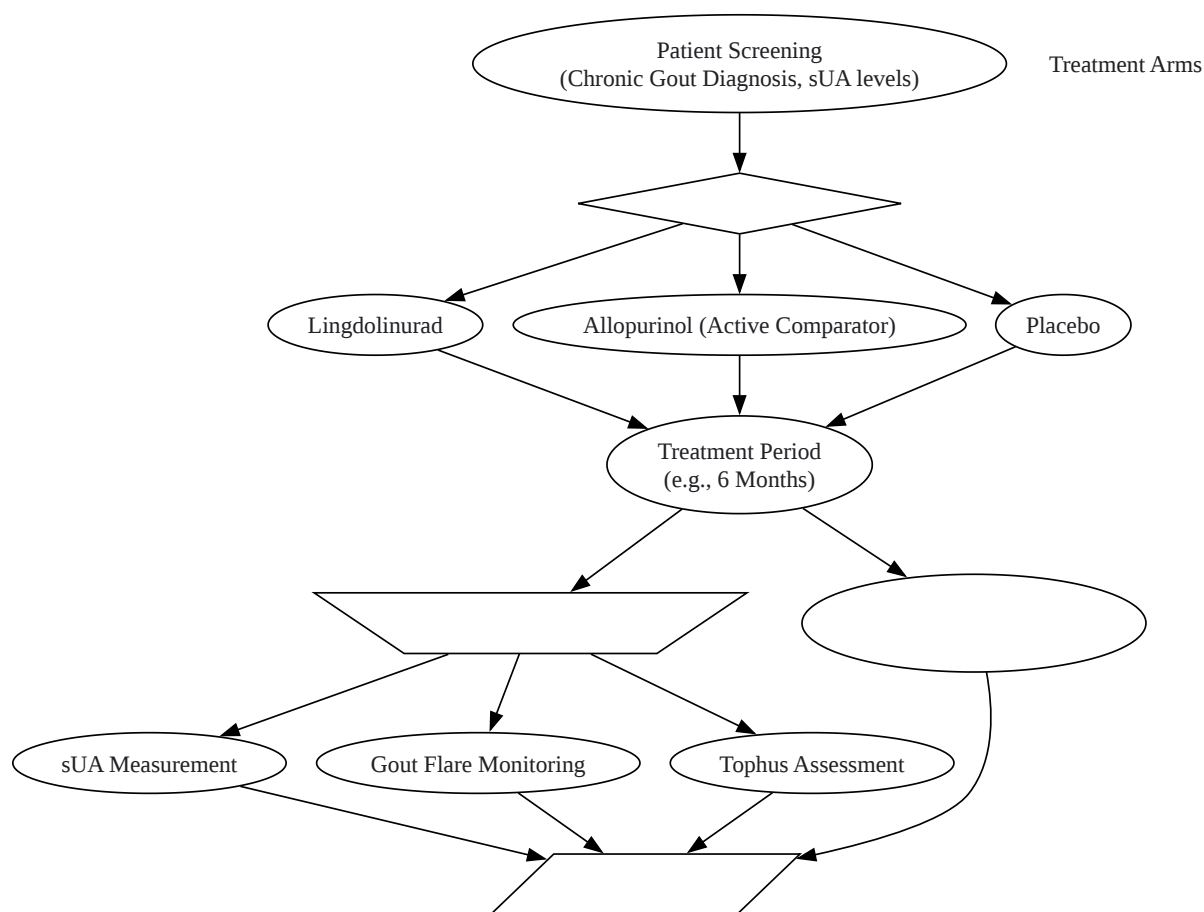 Patient Screening
(Chronic Gout Diagnosis, sUA levels)
Treatment Arms
Lingdolinurad
Allopurinol (Active Comparator)
Placebo
Treatment Period
(e.g., 6 Months)
sUA Measurement
Gout Flare Monitoring
Tophus Assessment